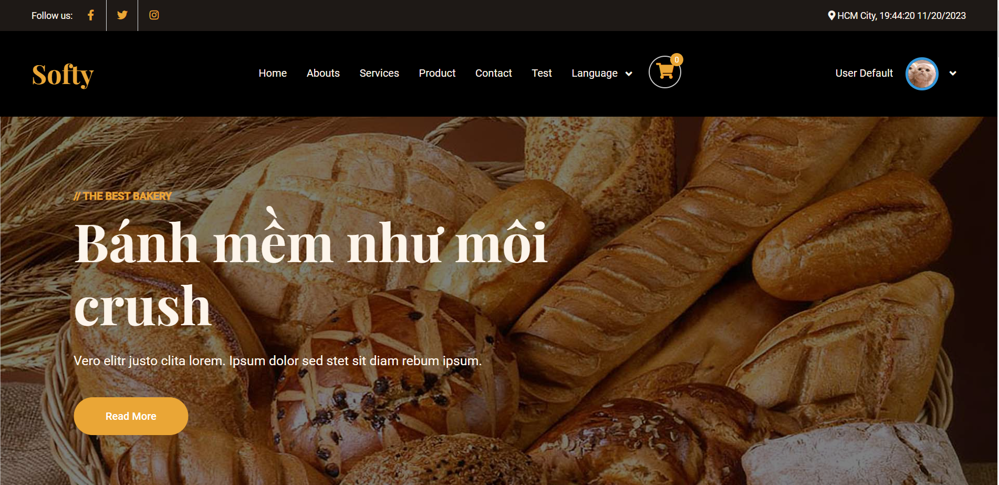 Follow us:
HCM City, 19:44:20 11/20/2023
Softy
Home
Abouts
Services
Product
Contact
Test
Language
0
User Default
// THE BEST BAKERY
Bánh mềm như môi
crush
Vero elitr justo clita lorem. Ipsum dolor sed stet sit diam rebum ipsum.
Read More